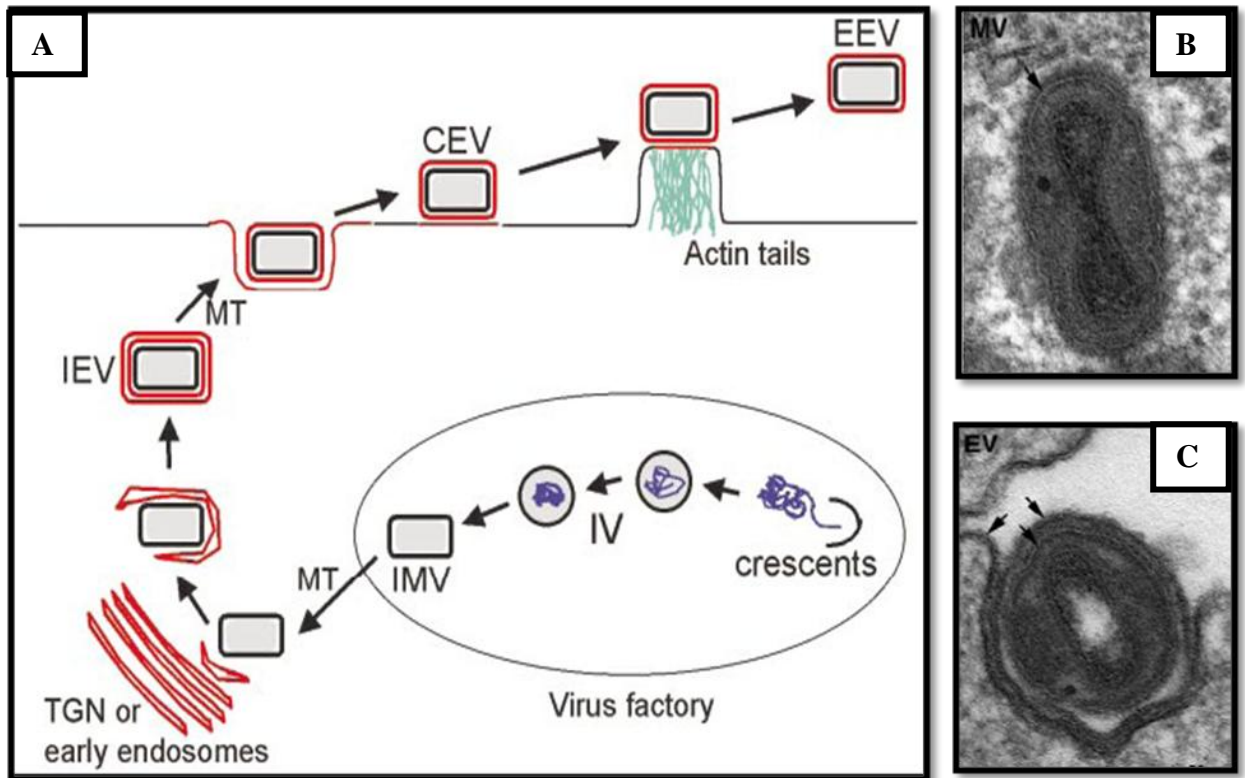 A
EEV
CEV
Actin tails
MT
IEV
IV
crescents
MT
IMV
TGN or
early endosomes
Virus factory
MV
B
EV
C